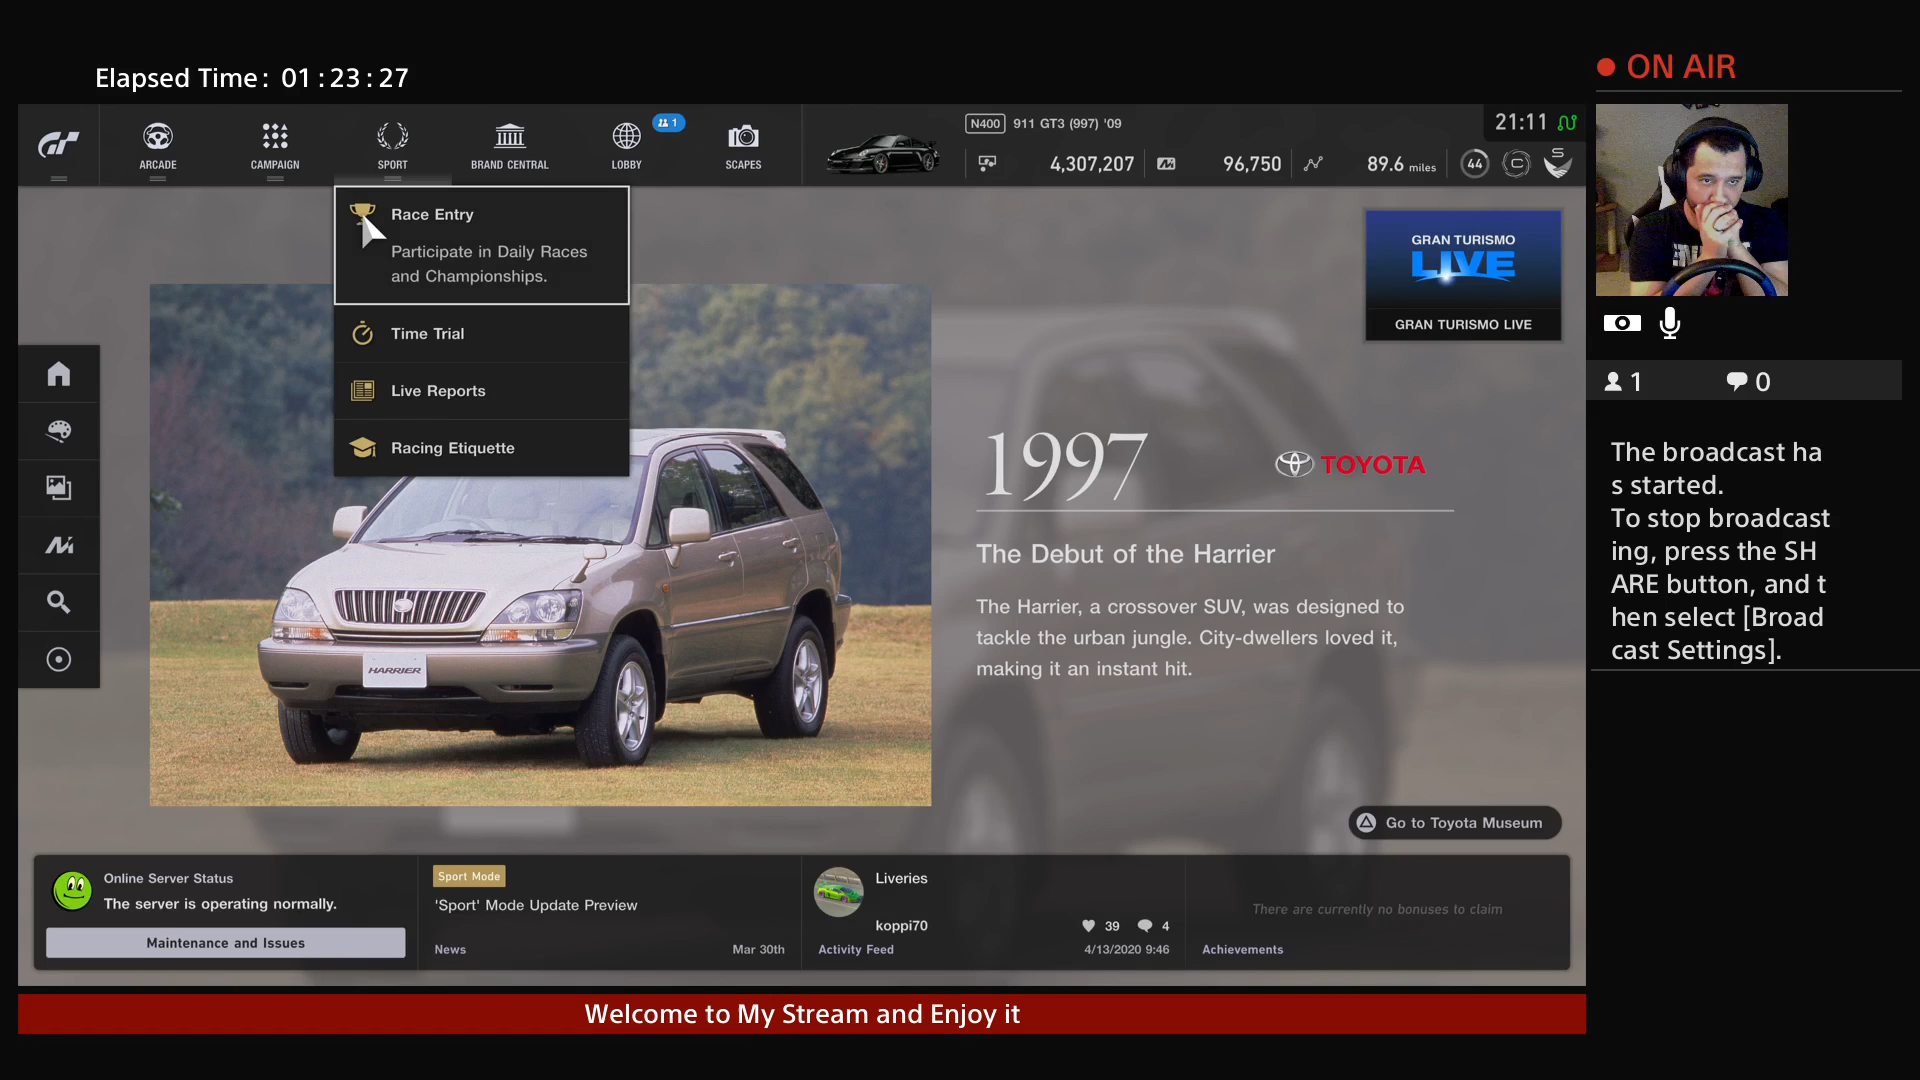 Elapsed Time: 01:23:27
ON AIR
ARCADE
CAMPAIGN
SPORT
BRAND CENTRAL
LOBBY
1
SCAPES
N400 911 GT3 (997) '09
4,307,207
96,750
89.6 miles
44
C
S
21:11
Race Entry
Participate in Daily Races
and Championships.
Time Trial
Live Reports
Racing Etiquette
GRAN TURISMO
LIVE
GRAN TURISMO LIVE
1997
TOYOTA
The Debut of the Harrier
The Harrier, a crossover SUV, was designed to
tackle the urban jungle. City-dwellers loved it,
making it an instant hit.
HARRIER
Go to Toyota Museum
Online Server Status
The server is operating normally.
Maintenance and Issues
Sport Mode
'Sport' Mode Update Preview
News
Mar 30th
Liveries
koppi70
39 4
Activity Feed
4/13/2020 9:46
There are currently no bonuses to claim
Achievements
1 0
The broadcast ha
s started.
To stop broadcast
ing, press the SH
ARE button, and t
hen select [Broad
cast Settings].
Welcome to My Stream and Enjoy it